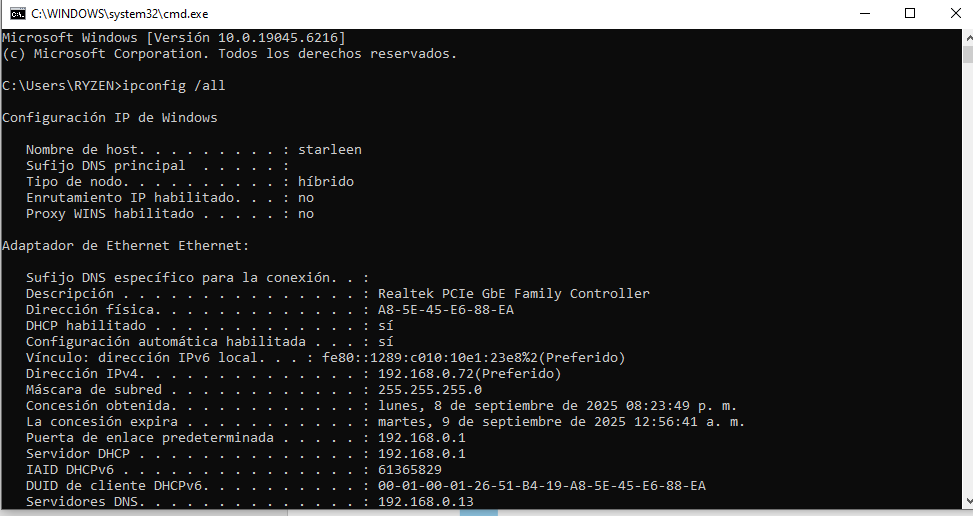 C:\WINDOWS\system32\cmd.exe
Microsoft Windows [Versión 10.0.19045.6216]
(c) Microsoft Corporation. Todos los derechos reservados.
C:\Users\RYZEN>ipconfig /all
Configuración IP de Windows
Nombre de host. . . . . . . . . : starleen
Sufijo DNS principal  . . . . . :
Tipo de nodo. . . . . . . . . . : híbrido
Enrutamiento IP habilitado. . . : no
Proxy WINS habilitado . . . . . : no
Adaptador de Ethernet Ethernet:
Sufijo DNS específico para la conexión. . :
Descripción . . . . . . . . . . . . . . . : Realtek PCIe GbE Family Controller
Dirección física. . . . . . . . . . . . . : A8-5E-45-E6-88-EA
DHCP habilitado . . . . . . . . . . . . . : sí
Configuración automática habilitada . . . : sí
Vínculo: dirección IPv6 local. . . : fe80::1289:c010:10e1:23e8%2(Preferido)
Dirección IPv4. . . . . . . . . . . . . . : 192.168.0.72(Preferido)
Máscara de subred . . . . . . . . . . . . : 255.255.255.0
Concesión obtenida. . . . . . . . . . . . : lunes, 8 de septiembre de 2025 08:23:49 p. m.
La concesión expira . . . . . . . . . . . : martes, 9 de septiembre de 2025 12:56:41 a. m.
Puerta de enlace predeterminada . . . . . : 192.168.0.1
Servidor DHCP . . . . . . . . . . . . . . : 192.168.0.1
IAID DHCPv6 . . . . . . . . . . . . . . . : 61365829
DUID de cliente DHCPv6. . . . . . . . . . : 00-01-00-01-26-51-B4-19-A8-5E-45-E6-88-EA
Servidores DNS. . . . . . . . . . . . . . : 192.168.0.13